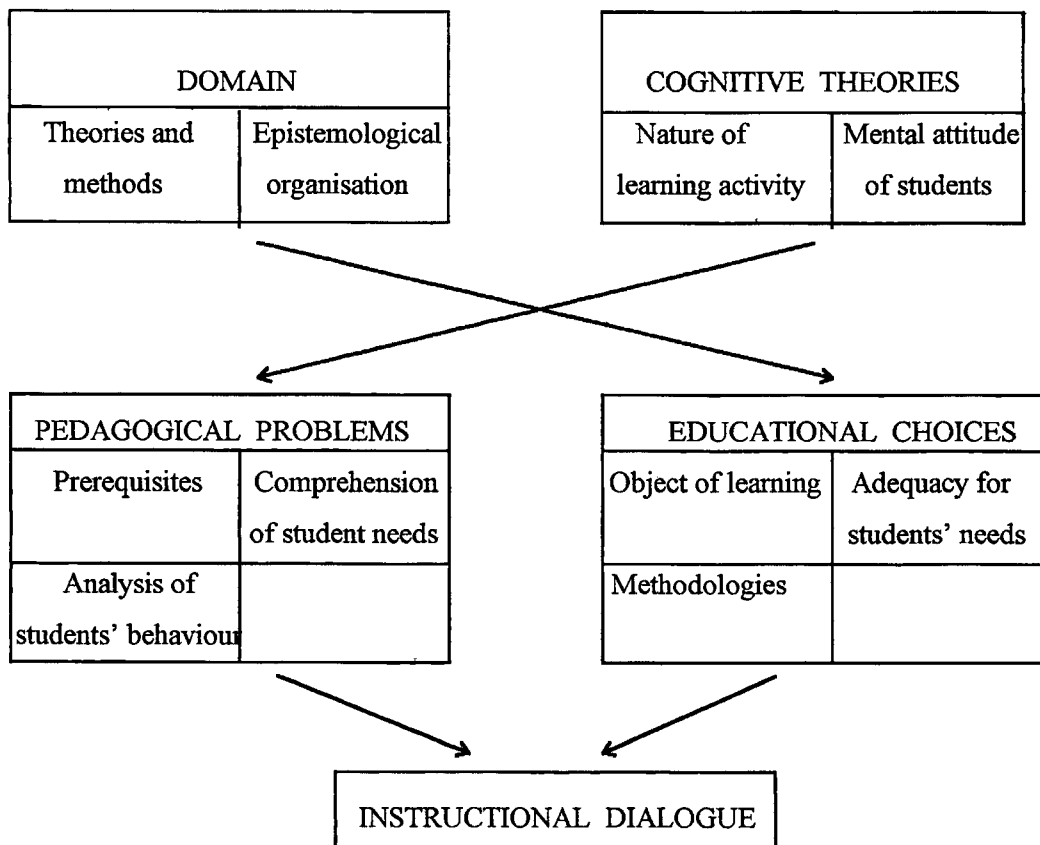 DOMAIN
Theories and
methods
Epistemological
organisation
COGNITIVE THEORIES
Nature of
learning activity
Mental attitude
of students
PEDAGOGICAL PROBLEMS
Prerequisites
Comprehension
of student needs
Analysis of
students’ behaviour
EDUCATIONAL CHOICES
Object of learning
Adequacy for
students’ needs
Methodologies
INSTRUCTIONAL DIALOGUE